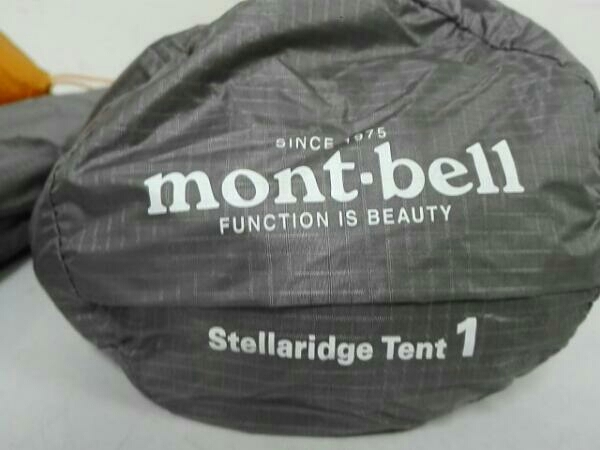 SINCE 1975
mont·bell
FUNCTION IS BEAUTY
Stellaridge Tent 1